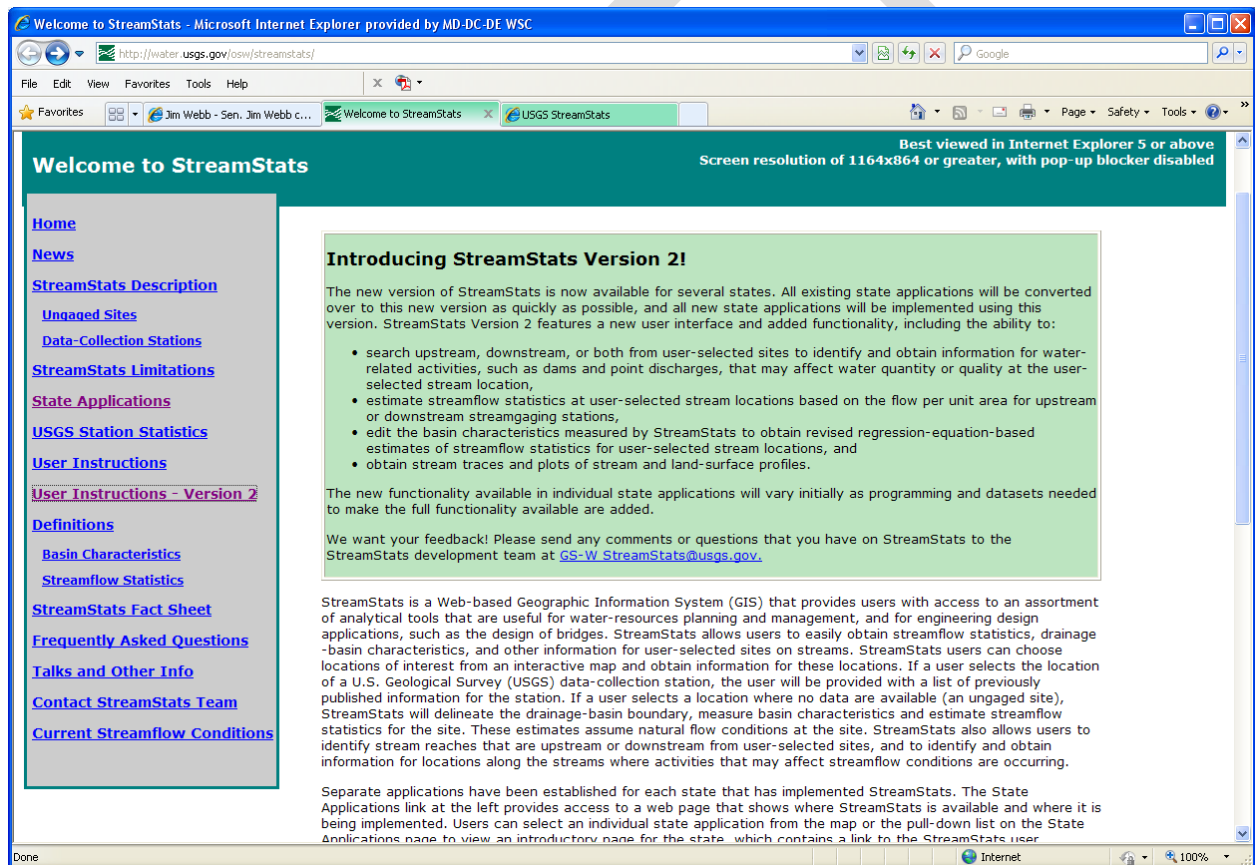 Welcome to StreamStats - Microsoft Internet Explorer provided by MD-DC-DE WSC
http://water.usgs.gov/osw/streamstats/
Google
File Edit View Favorites Tools Help
x
Favorites
Jim Webb - Sen. Jim Webb c...
Welcome to StreamStats X
USGS StreamStats
Page Safety Tools »
Welcome to StreamStats
Best viewed in Internet Explorer 5 or above
Screen resolution of 1164x864 or greater, with pop-up blocker disabled
Home
News
StreamStats Description
Ungaged Sites
Data-Collection Stations
StreamStats Limitations
State Applications
USGS Station Statistics
User Instructions
User Instructions - Version 2
Definitions
Basin Characteristics
Streamflow Statistics
StreamStats Fact Sheet
Frequently Asked Questions
Talks and Other Info
Contact StreamStats Team
Current Streamflow Conditions
Introducing StreamStats Version 2!
The new version of StreamStats is now available for several states. All existing state applications will be converted
over to this new version as quickly as possible, and all new state applications will be implemented using this
version. StreamStats Version 2 features a new user interface and added functionality, including the ability to:
• search upstream, downstream, or both from user-selected sites to identify and obtain information for water-
related activities, such as dams and point discharges, that may affect water quantity or quality at the user-
selected stream location,
• estimate streamflow statistics at user-selected stream locations based on the flow per unit area for upstream
or downstream streamgaging stations,
• edit the basin characteristics measured by StreamStats to obtain revised regression-equation-based
estimates of streamflow statistics for user-selected stream locations, and
• obtain stream traces and plots of stream and land-surface profiles.
The new functionality available in individual state applications will vary initially as programming and datasets needed
to make the full functionality available are added.
We want your feedback! Please send any comments or questions that you have on StreamStats to the
StreamStats development team at GS-W StreamStats@usgs.gov.
StreamStats is a Web-based Geographic Information System (GIS) that provides users with access to an assortment
of analytical tools that are useful for water-resources planning and management, and for engineering design
applications, such as the design of bridges. StreamStats allows users to easily obtain streamflow statistics, drainage
-basin characteristics, and other information for user-selected sites on streams. StreamStats users can choose
locations of interest from an interactive map and obtain information for these locations. If a user selects the location
of a U.S. Geological Survey (USGS) data-collection station, the user will be provided with a list of previously
published information for the station. If a user selects a location where no data are available (an ungaged site),
StreamStats will delineate the drainage-basin boundary, measure basin characteristics and estimate streamflow
statistics for the site. These estimates assume natural flow conditions at the site. StreamStats also allows users to
identify stream reaches that are upstream or downstream from user-selected sites, and to identify and obtain
information for locations along the streams where activities that may affect streamflow conditions are occurring.
Separate applications have been established for each state that has implemented StreamStats. The State
Applications link at the left provides access to a web page that shows where StreamStats is available and where it is
being implemented. Users can select an individual state application from the map or the pull-down list on the State
Applications page to view an introductory page for the state, which contains a link to the StreamStats user
Done
Internet
100%